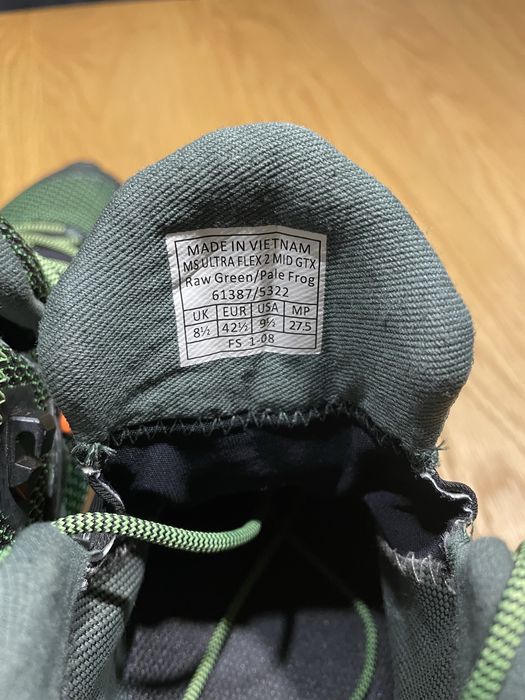 MADE IN VIETNAM
MS ULTRA FLEX 2 MID GTX
Raw Green/Pale Frog
61387/5322
UK EUR USA MP
8½ 42½ 9½ 27.5
FS 1-08